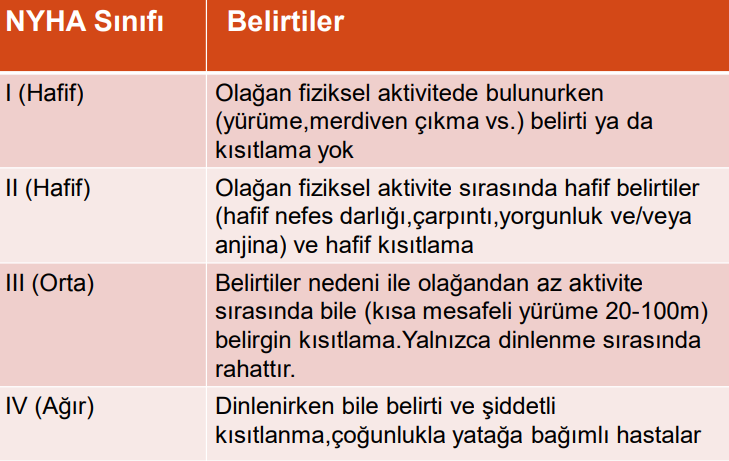 NYHA Sınıfı Belirtiler
I (Hafif) Olağan fiziksel aktivitede bulunurken
(yürüme,merdiven çıkma vs.) belirti ya da
kısıtlama yok
II (Hafif) Olağan fiziksel aktivite sırasında hafif belirtiler
(hafif nefes darlığı,çarpıntı,yorgunluk ve/veya
anjina) ve hafif kısıtlama
III (Orta) Belirtiler nedeni ile olağandan az aktivite
sırasında bile (kısa mesafeli yürüme 20-100m)
belirgin kısıtlama.Yalnızca dinlenme sırasında
rahattır.
IV (Ağır) Dinlenirken bile belirti ve şiddetli
kısıtlanma,çoğunlukla yatağa bağımlı hastalar